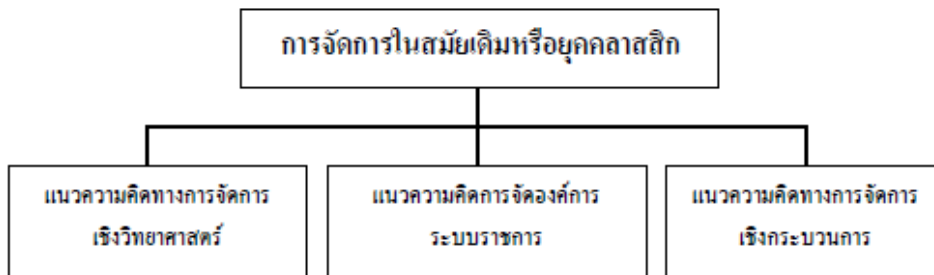 การจัดการในสมัยเดิมหรือยุคคลาสสิก
แนวความคิดทางการจัดการ
เชิงวิทยาศาสตร์
แนวความคิดการจัดองค์การ
ระบบราชการ
แนวความคิดทางการจัดการ
เชิงกระบวนการ